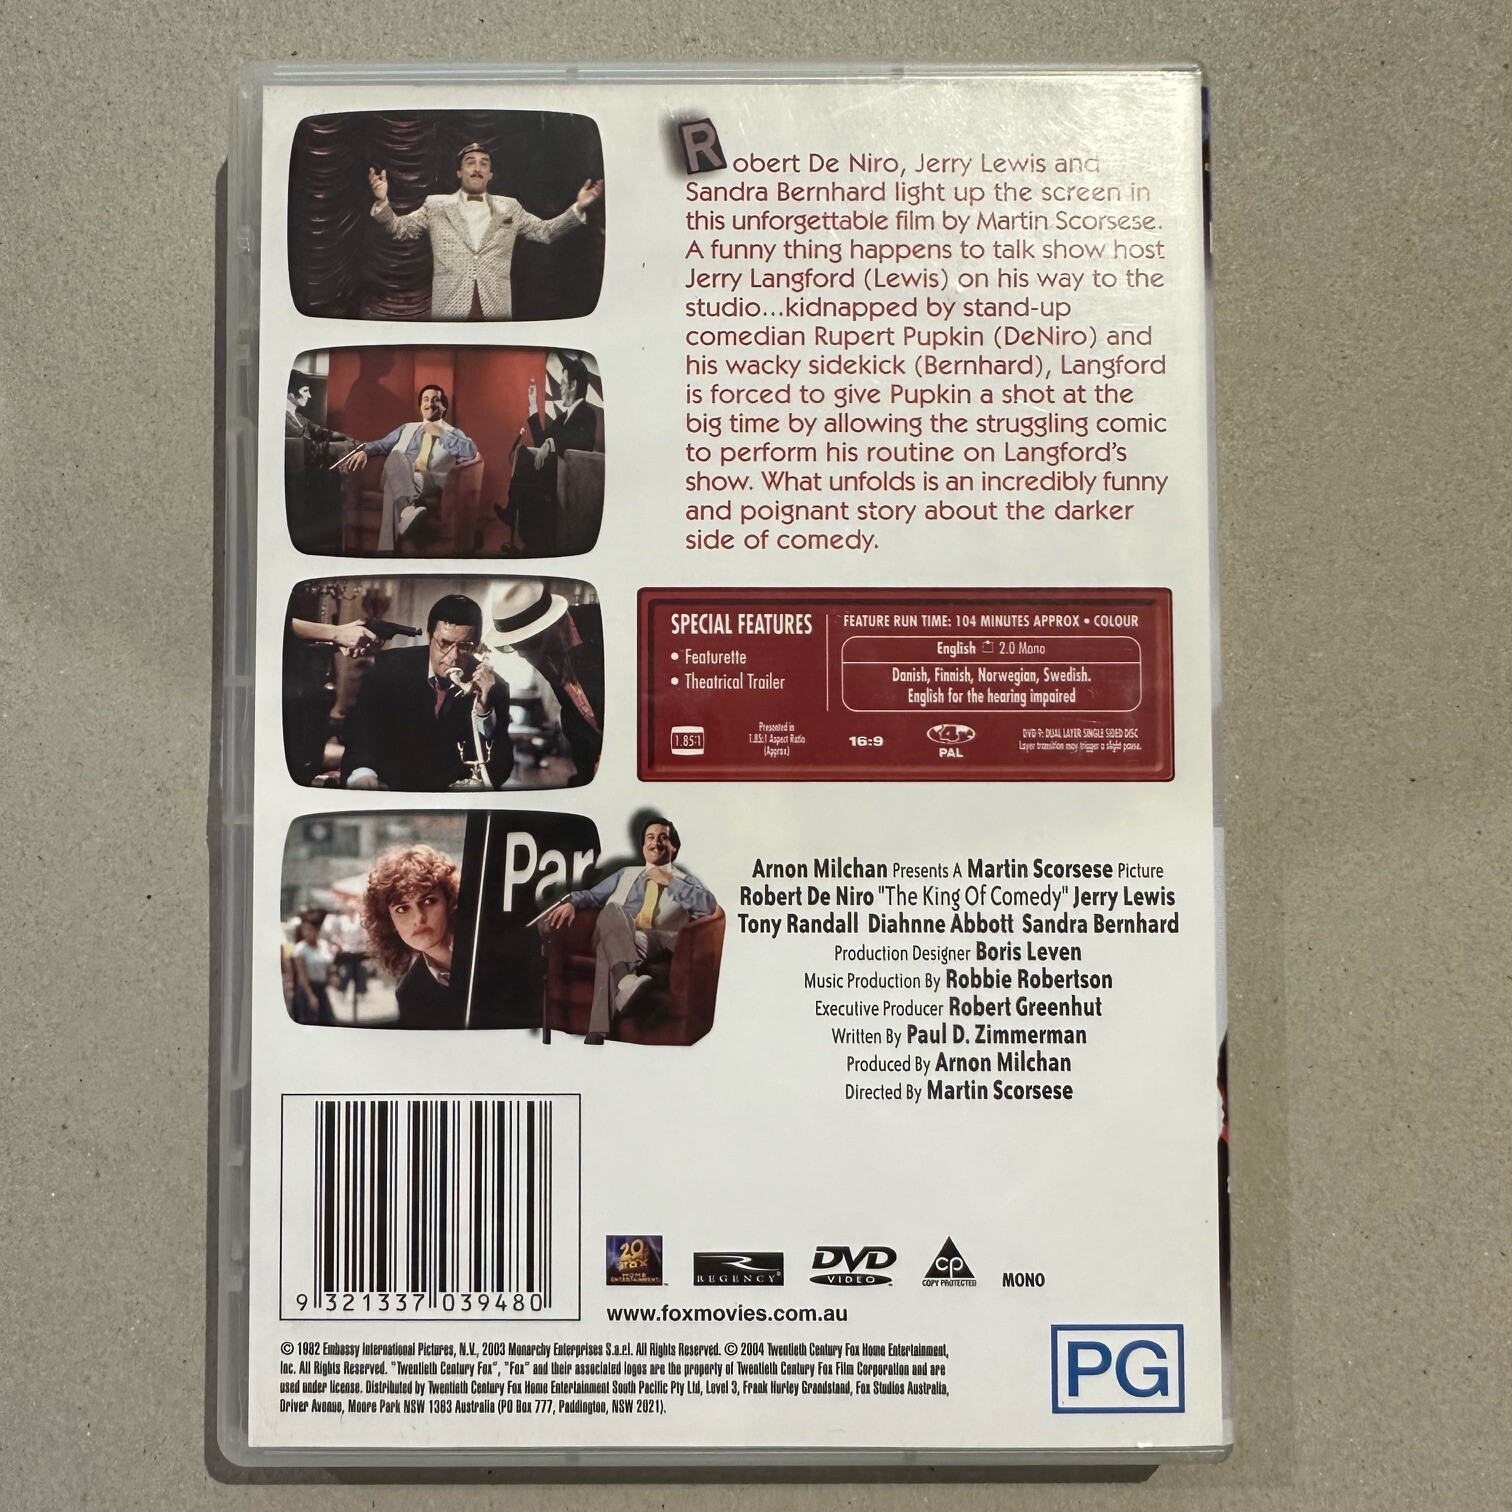 Robert De Niro, Jerry Lewis and
Sandra Bernhard light up the screen in
this unforgettable film by Martin Scorsese.
A funny thing happens to talk show host
Jerry Langford (Lewis) on his way to the
studio...kidnapped by stand-up
comedian Rupert Pupkin (DeNiro) and
his wacky sidekick (Bernhard), Langford
is forced to give Pupkin a shot at the
big time by allowing the struggling comic
to perform his routine on Langford's
show. What unfolds is an incredibly funny
and poignant story about the darker
side of comedy.
SPECIAL FEATURES
• Featurette
• Theatrical Trailer
FEATURE RUN TIME: 104 MINUTES APPROX • COLOUR
English 2.0 Mono
Danish, Finnish, Norwegian, Swedish.
English for the hearing impaired
1.85:1
Presented in
1.85:1 Aspect Ratio
(Approx)
16:9
4
PAL
DVD 9: DUAL LAYER SINGLE SIDED DISC
Layer transition may trigger a slight pause.
Par
Arnon Milchan Presents A Martin Scorsese Picture
Robert De Niro "The King Of Comedy" Jerry Lewis
Tony Randall Diahnne Abbott Sandra Bernhard
Production Designer Boris Leven
Music Production By Robbie Robertson
Executive Producer Robert Greenhut
Written By Paul D. Zimmerman
Produced By Arnon Milchan
Directed By Martin Scorsese
9 321337 039480
20th
CENTURY
FOX
HOME
ENTERTAINMENT
REGENCY
DVD
VIDEO
CP
COPY PROTECTED
MONO
www.foxmovies.com.au
© 1982 Embassy International Pictures, N.V., 2003 Monarchy Enterprises S.a.r.l. All Rights Reserved. © 2004 Twentieth Century Fox Home Entertainment,
Inc. All Rights Reserved. "Twentieth Century Fox", "Fox" and their associated logos are the property of Twentieth Century Fox Film Corporation and are
used under license. Distributed by Twentieth Century Fox Home Entertainment South Pacific Pty Ltd, Level 3, Frank Hurley Grandstand, Fox Studios Australia,
Driver Avenue, Moore Park NSW 1363 Australia (PO Box 777, Paddington, NSW 2021).
PG